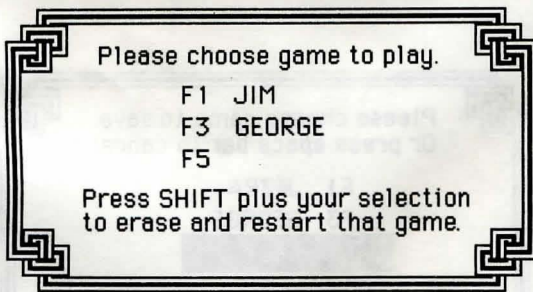 Please choose game to play.
F1 JIM
F3 GEORGE
F5
Press SHIFT plus your selection
to erase and restart that game.